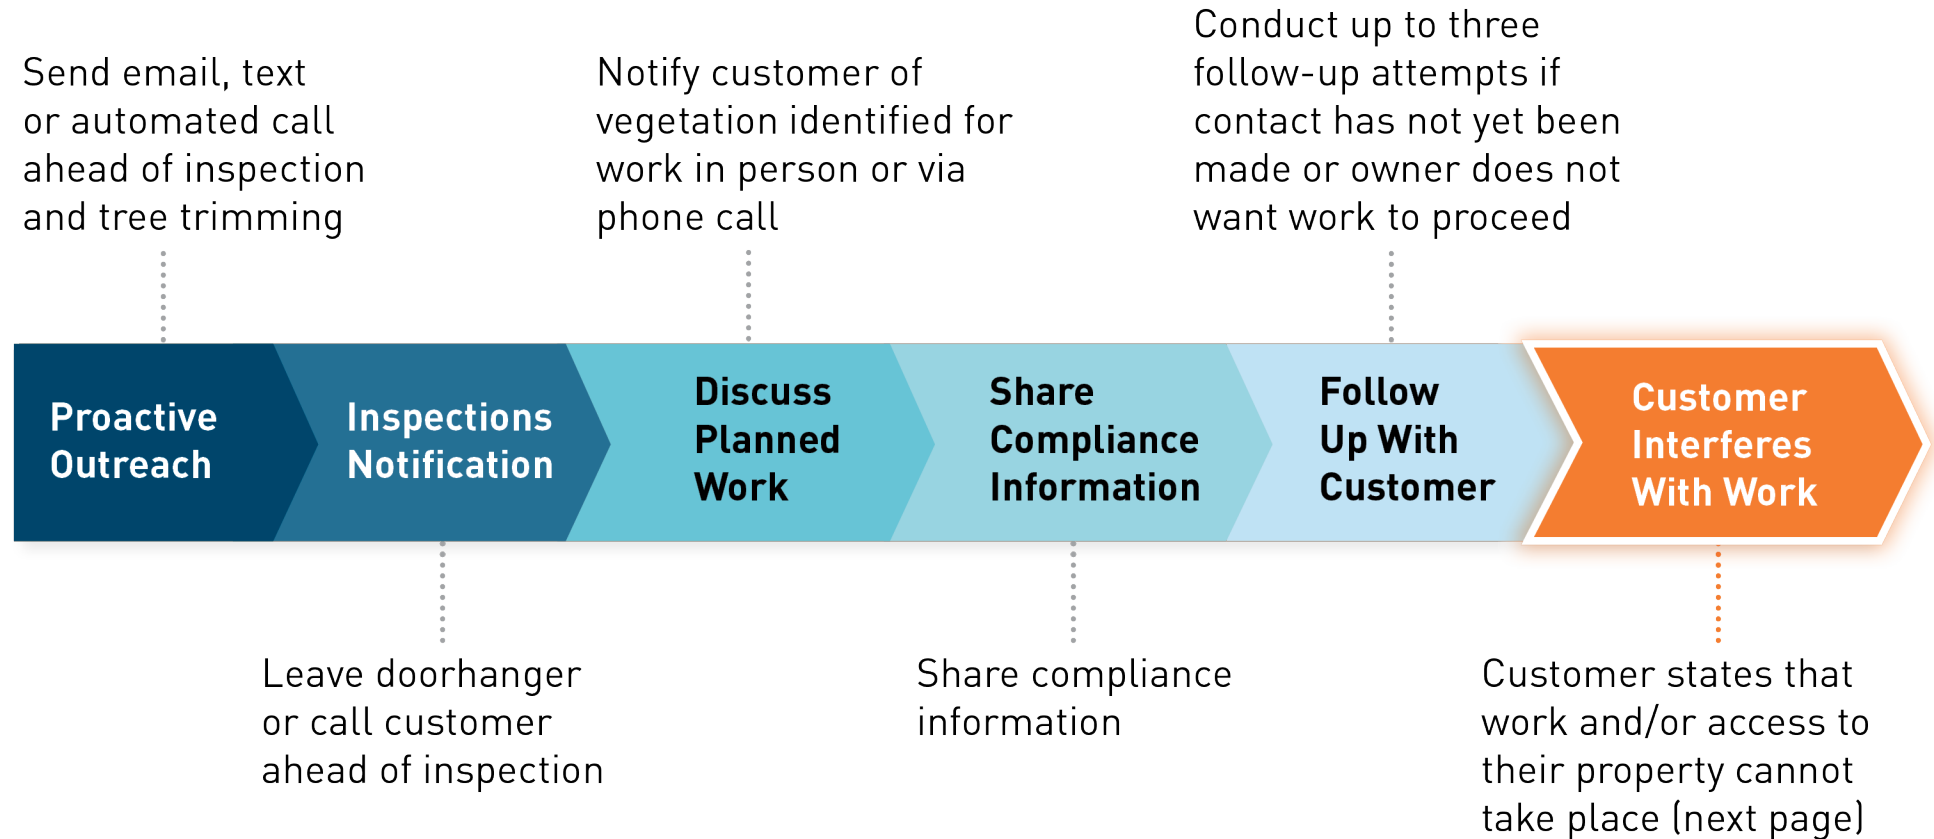 Send email, text
or automated call
ahead of inspection
and tree trimming
Notify customer of
vegetation identified for
work in person or via
phone call
Conduct up to three
follow-up attempts if
contact has not yet been
made or owner does not
want work to proceed
Proactive
Outreach
Inspections
Notification
Discuss
Planned
Work
Share
Compliance
Information
Follow
Up With
Customer
Customer
Interferes
With Work
Leave doorhanger
or call customer
ahead of inspection
Share compliance
information
Customer states that
work and/or access to
their property cannot
take place (next page)